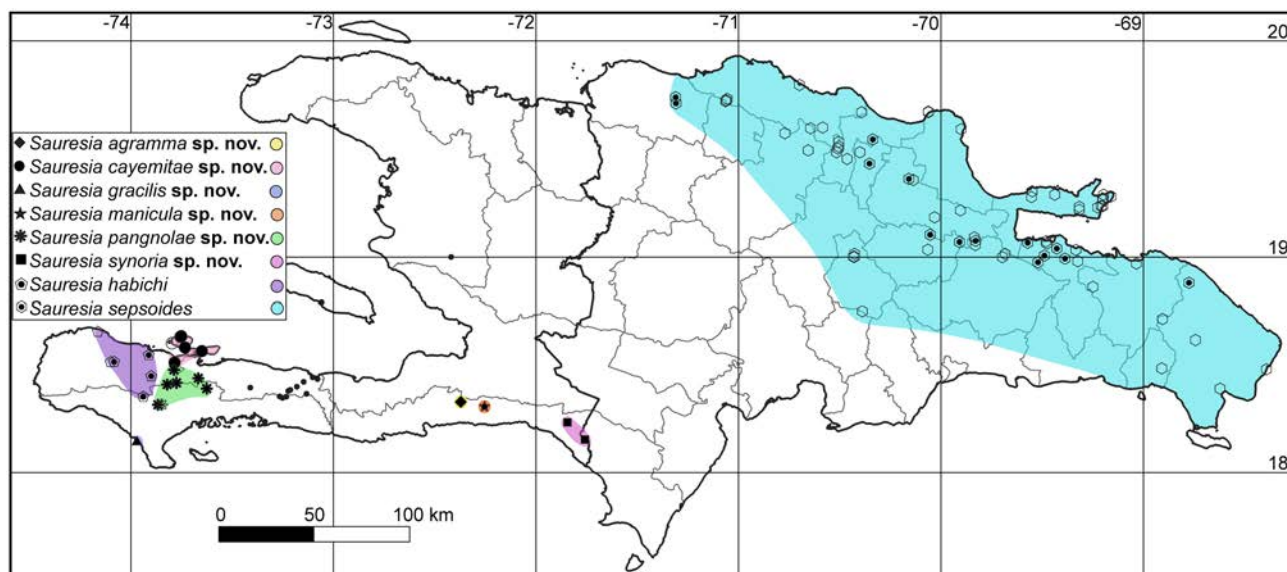 -74 -73 -72 -71 -70 -69
20
Sauresia agramma sp. nov.
Sauresia cayemitae sp. nov.
Sauresia gracilis sp. nov.
Sauresia manicula sp. nov.
Sauresia pangnolae sp. nov.
Sauresia synoria sp. nov.
Sauresia habichi
Sauresia sepsoides
19
18
0 50 100 km